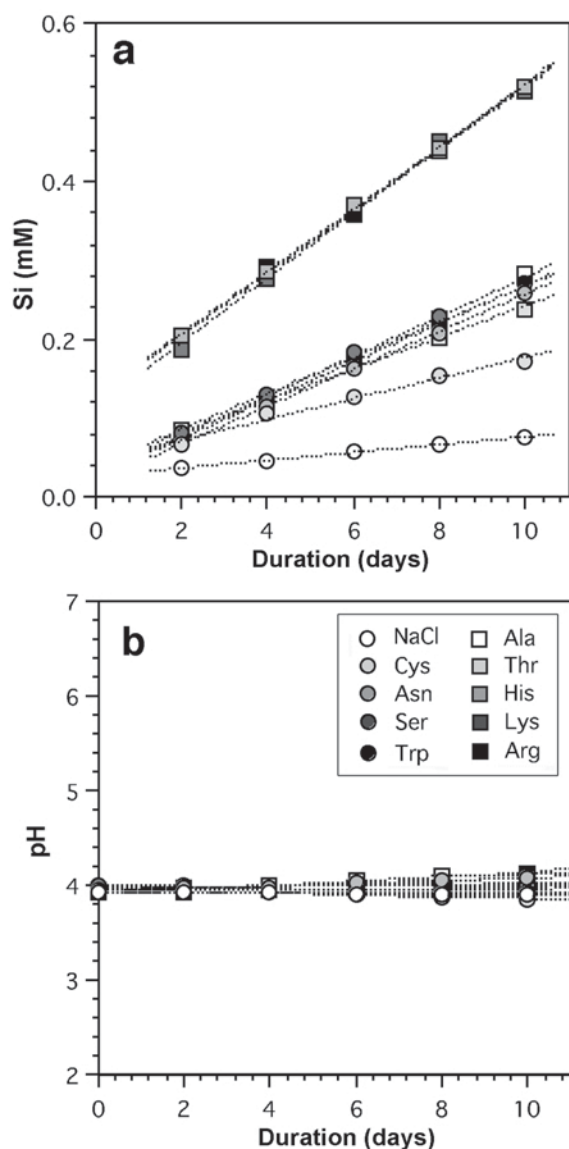 a
0.6
0.4
0.2
0.0
Si (mM)
0 2 4 6 8 10
Duration (days)
b
7
6
5
4
3
2
pH
NaCl Ala
Cys Thr
Asn His
Ser Lys
Trp Arg
0 2 4 6 8 10
Duration (days)